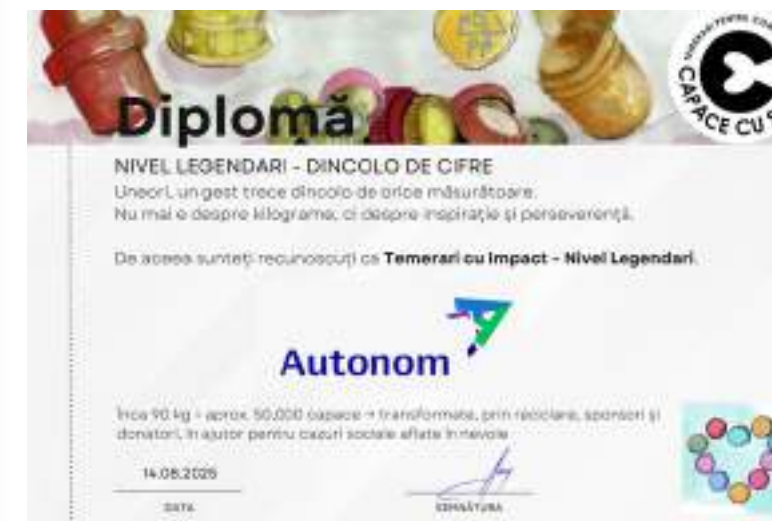 CAPACE CU
Diplomă
NIVEL LEGENDARI - DINCOLO DE CIFRE
Uneori, un gest trece dincolo de orice măsurătoare.
Nu mai e despre kilograme, ci despre inspirație și perseverență.
De aceea sunteți recunoscuți ca Temerari cu Impact - Nivel Legendari.
Autonom
Înca 90 kg = aprox. 50,000 capace → transformate, prin reciclare, sponsori și
donatori, în ajutor pentru cazuri sociale aflate în nevoie
14.08.2025
DATA
SEMNĂTURA